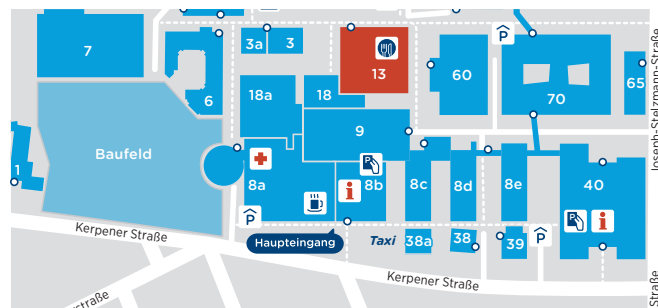 7
3a
3
13
P
60
70
65
6
18a
18
9
Baufeld
1
8a
8b
i
8c
8d
8e
40
i
P
Kerpener Straße
Haupteingang
Taxi
38a
38
39
P
Kerpener Straße
Joseph-Stelzmann-Straße
Straße
straße